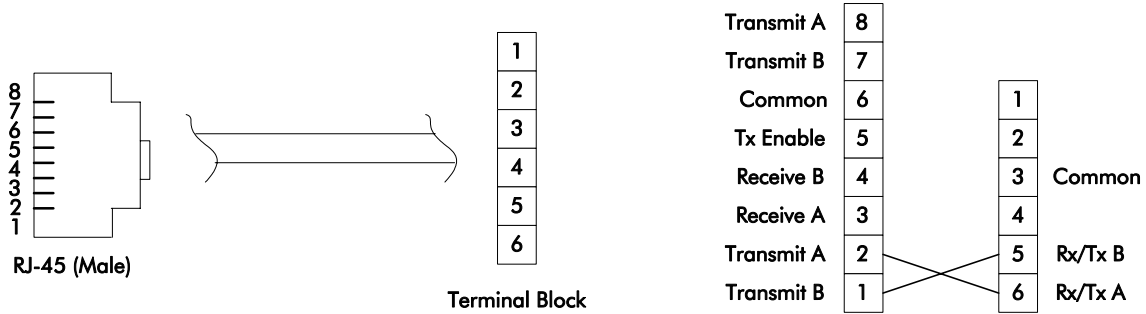 8
7
6
5
4
3
2
1
RJ-45 (Male)
1
2
3
4
5
6
Terminal Block
Transmit A 8
Transmit B 7
Common 6
Tx Enable 5
Receive B 4
Receive A 3
Transmit A 2
Transmit B 1
1
2
3 Common
4
5 Rx/Tx B
6 Rx/Tx A